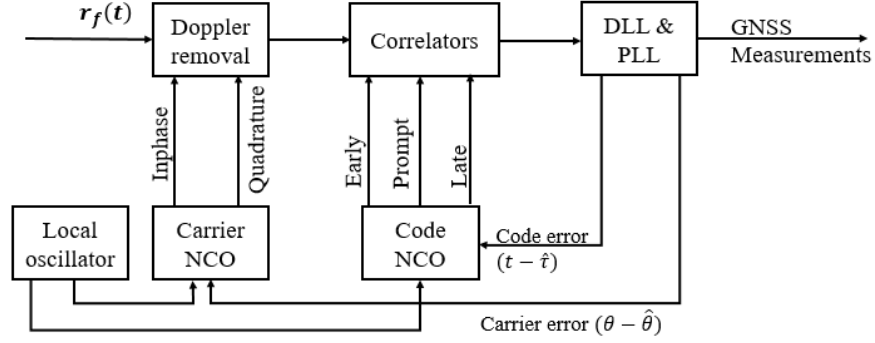 r_f(t)
Doppler
removal
Correlators
DLL &
PLL
GNSS
Measurements
Inphase
Quadrature
Early
Prompt
Late
Local
oscillator
Carrier
NCO
Code
NCO
Code error
(t − τ̂)
Carrier error (θ − θ̂)